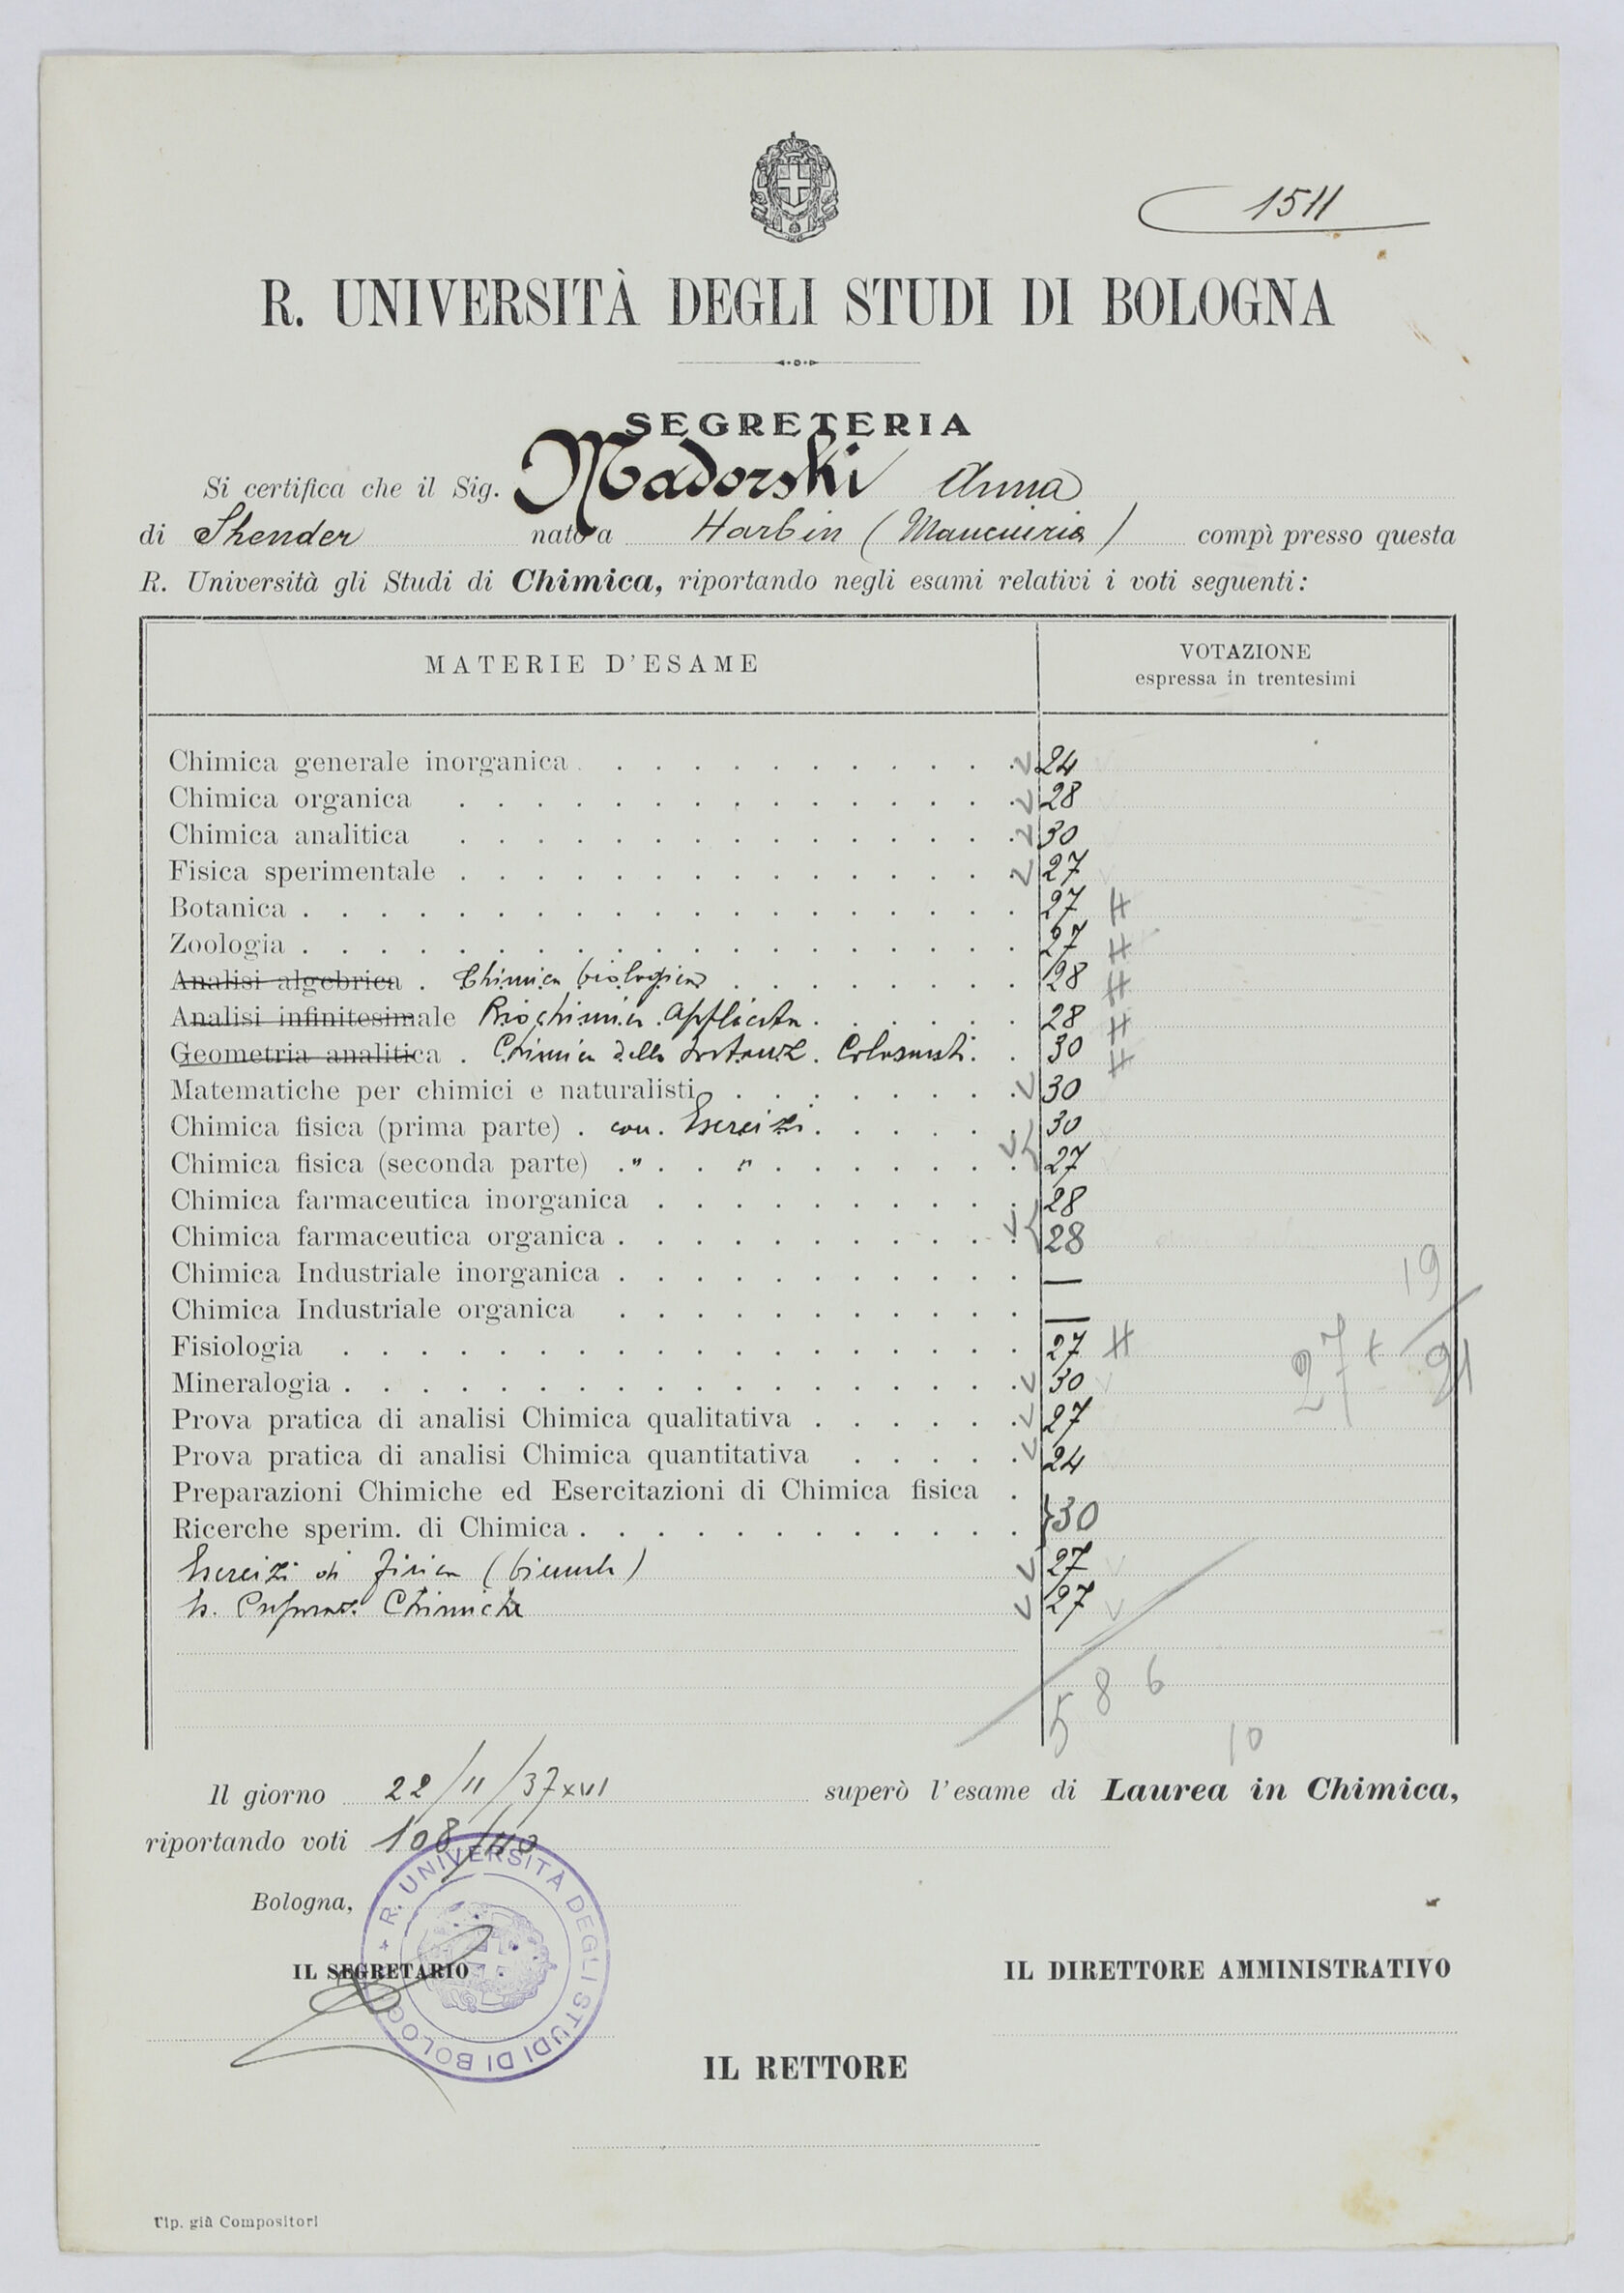 1511
R. UNIVERSITÀ DEGLI STUDI DI BOLOGNA
SEGRETERIA
Si certifica che il Sig. Madorski Anna
di Shender nato a Harbin (Manciuria) compì presso questa
R. Università gli Studi di Chimica, riportando negli esami relativi i voti seguenti:
MATERIE D'ESAME VOTAZIONE
espressa in trentesimi
Chimica generale inorganica 24
Chimica organica 28
Chimica analitica 30
Fisica sperimentale 27
Botanica 27
Zoologia 27
Analisi algebrica Chimica biologica 28
Analisi infinitesimale Biochimica Applicata 28
Geometria analitica Chimica delle sostanze Coloranti 30
Matematiche per chimici e naturalisti 30
Chimica fisica (prima parte) con Esercizi 30
Chimica fisica (seconda parte) " " 27
Chimica farmaceutica inorganica 28
Chimica farmaceutica organica 28
Chimica Industriale inorganica —
19
Chimica Industriale organica —
Fisiologia 27 27 + / 21
Mineralogia 30
Prova pratica di analisi Chimica qualitativa 27
Prova pratica di analisi Chimica quantitativa 24
Preparazioni Chimiche ed Esercitazioni di Chimica fisica
Ricerche sperim. di Chimica } 30
Esercizi di fisica (biennale) 27
Es. Preparaz. Chimiche 27
586
10
Il giorno 22/11/37 XVI superò l'esame di Laurea in Chimica,
riportando voti 108/110
Bologna,
R. UNIVERSITÀ DEGLI STUDI DI BOLOGNA
IL SEGRETARIO IL DIRETTORE AMMINISTRATIVO
IL RETTORE
Tip. già Compositori